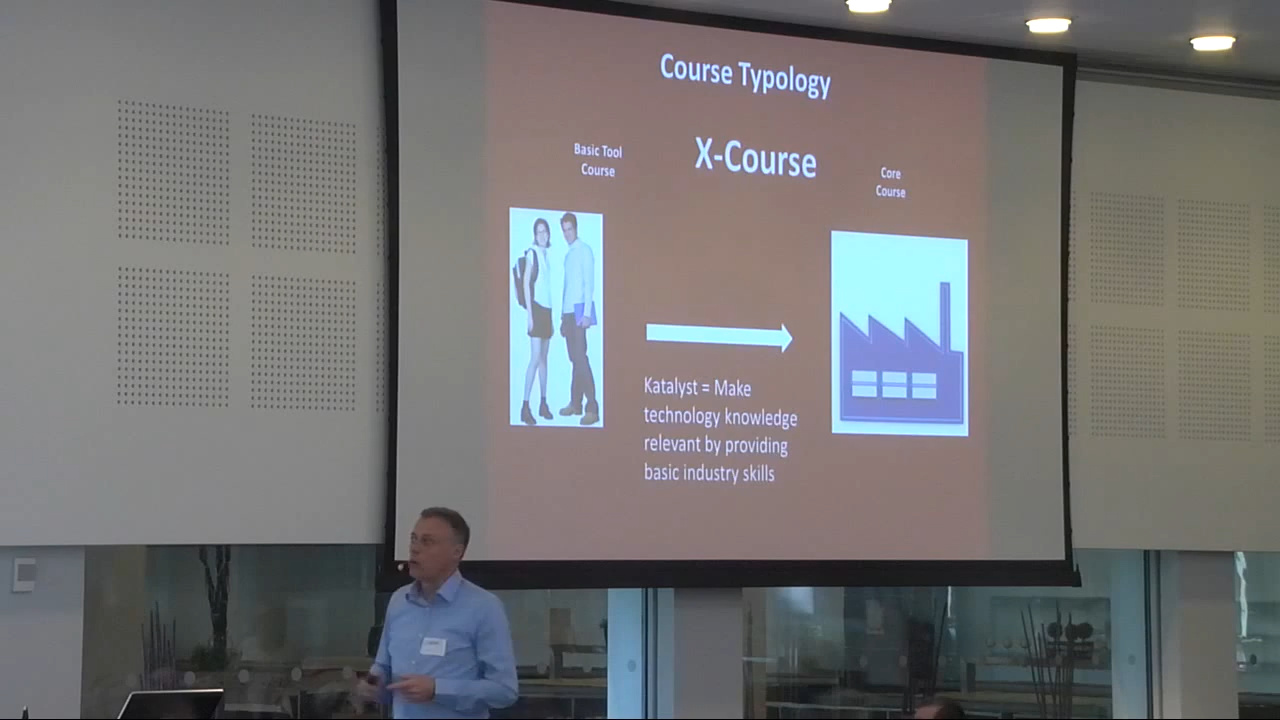 Course Typology
X-Course
Basic Tool
Course
Core
Course
Katalyst = Make
technology knowledge
relevant by providing
basic industry skills